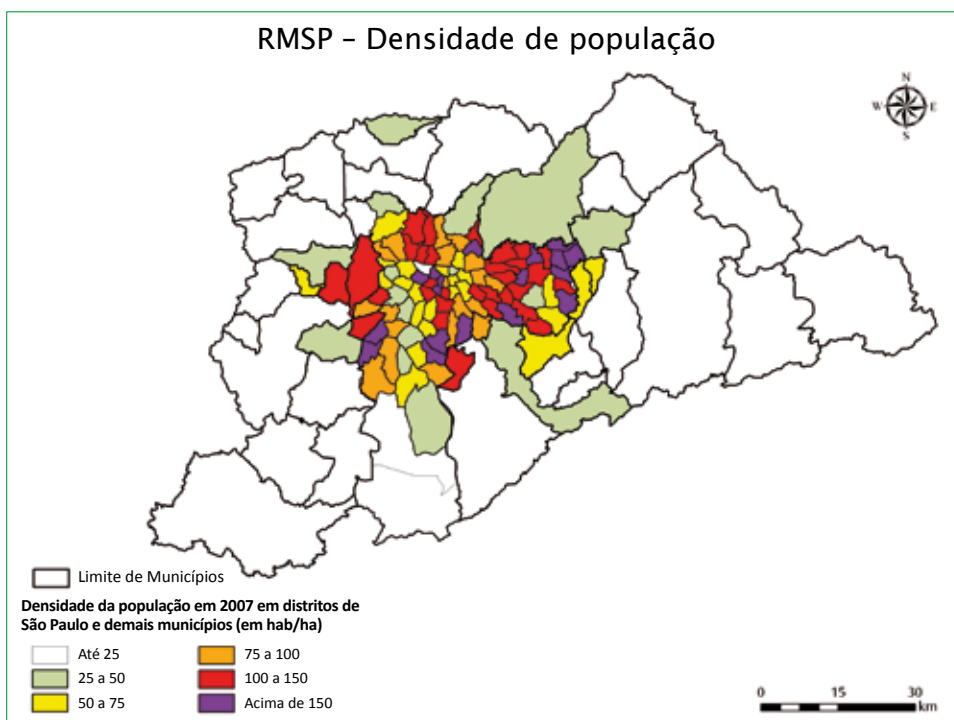 RMSP – Densidade de população
N
W E
S
Limite de Municípios
Densidade da população em 2007 em distritos de
São Paulo e demais municípios (em hab/ha)
Até 25
25 a 50
50 a 75
75 a 100
100 a 150
Acima de 150
0 15 30
km